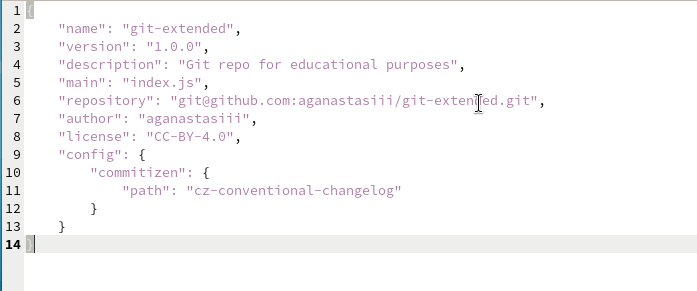 1 {
2     "name": "git-extended",
3     "version": "1.0.0",
4     "description": "Git repo for educational purposes",
5     "main": "index.js",
6     "repository": "git@github.com:aganastasiii/git-extended.git",
7     "author": "aganastasiii",
8     "license": "CC-BY-4.0",
9     "config": {
10         "commitizen": {
11             "path": "cz-conventional-changelog"
12         }
13     }
14 }